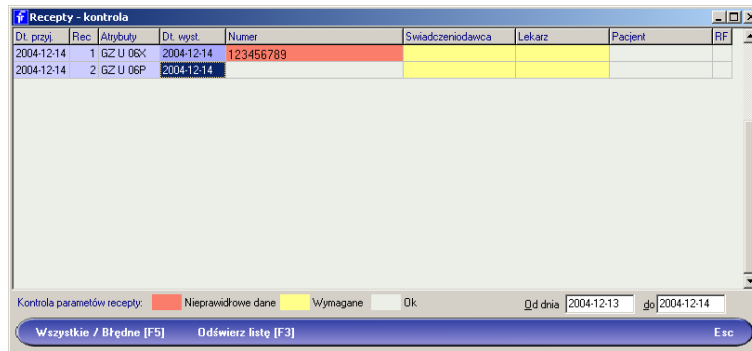 Recepty - kontrola
Dt. przyj. Rec Atrybuty Dt. wyst. Numer Swiadczeniodawca Lekarz Pacjent RF
2004-12-14 1 GZ U 06X 2004-12-14 123456789
2004-12-14 2 GZ U 06P 2004-12-14
Kontrola parametów recepty: Nieprawidłowe dane Wymagane Ok Od dnia 2004-12-13 do 2004-12-14
Wszystkie / Błędne [F5] Odświerz listę [F3] Esc